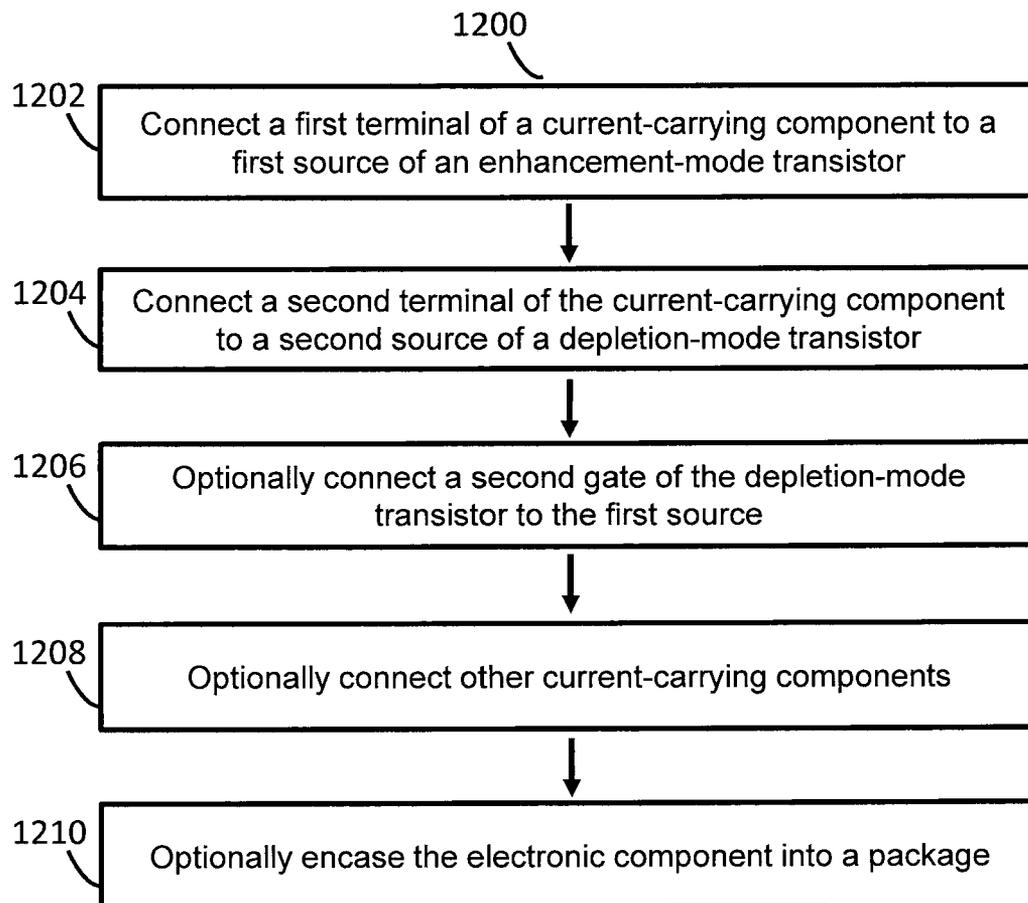 1200
1202
Connect a first terminal of a current-carrying component to a
first source of an enhancement-mode transistor
1204
Connect a second terminal of the current-carrying component
to a second source of a depletion-mode transistor
1206
Optionally connect a second gate of the depletion-mode
transistor to the first source
1208
Optionally connect other current-carrying components
1210
Optionally encase the electronic component into a package